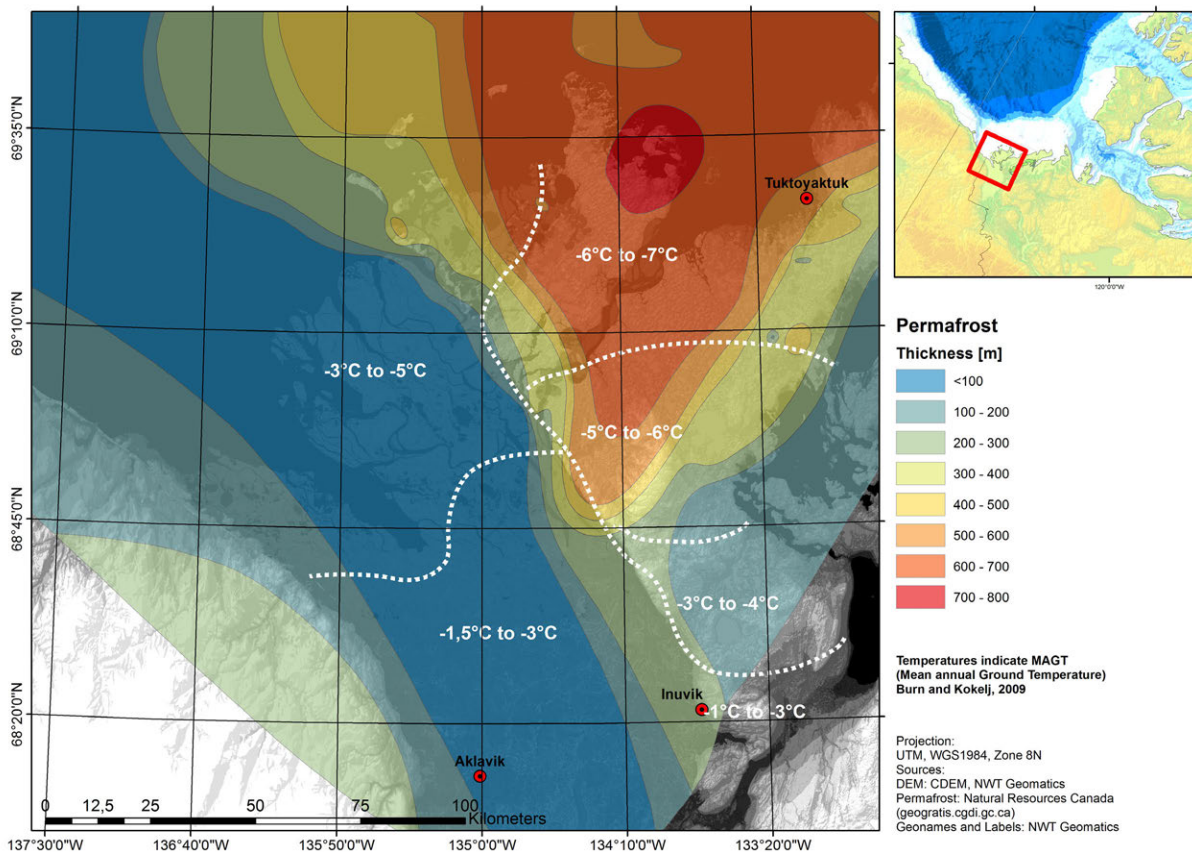 69°35'0"N
69°10'0"N
68°45'0"N
68°20'0"N
Tuktoyaktuk
-6°C to -7°C
-3°C to -5°C
-5°C to -6°C
-3°C to -4°C
-1,5°C to -3°C
Inuvik
-1°C to -3°C
Aklavik
0 12,5 25 50 75 100
Kilometers
137°30'0"W 136°40'0"W 135°50'0"W 135°0'0"W 134°10'0"W 133°20'0"W
120°0'0"W
Permafrost
Thickness [m]
<100
100 - 200
200 - 300
300 - 400
400 - 500
500 - 600
600 - 700
700 - 800
Temperatures indicate MAGT
(Mean annual Ground Temperature)
Burn and Kokelj, 2009
Projection:
UTM, WGS1984, Zone 8N
Sources:
DEM: CDEM, NWT Geomatics
Permafrost: Natural Resources Canada
(geogratis.cgdi.gc.ca)
Geonames and Labels: NWT Geomatics